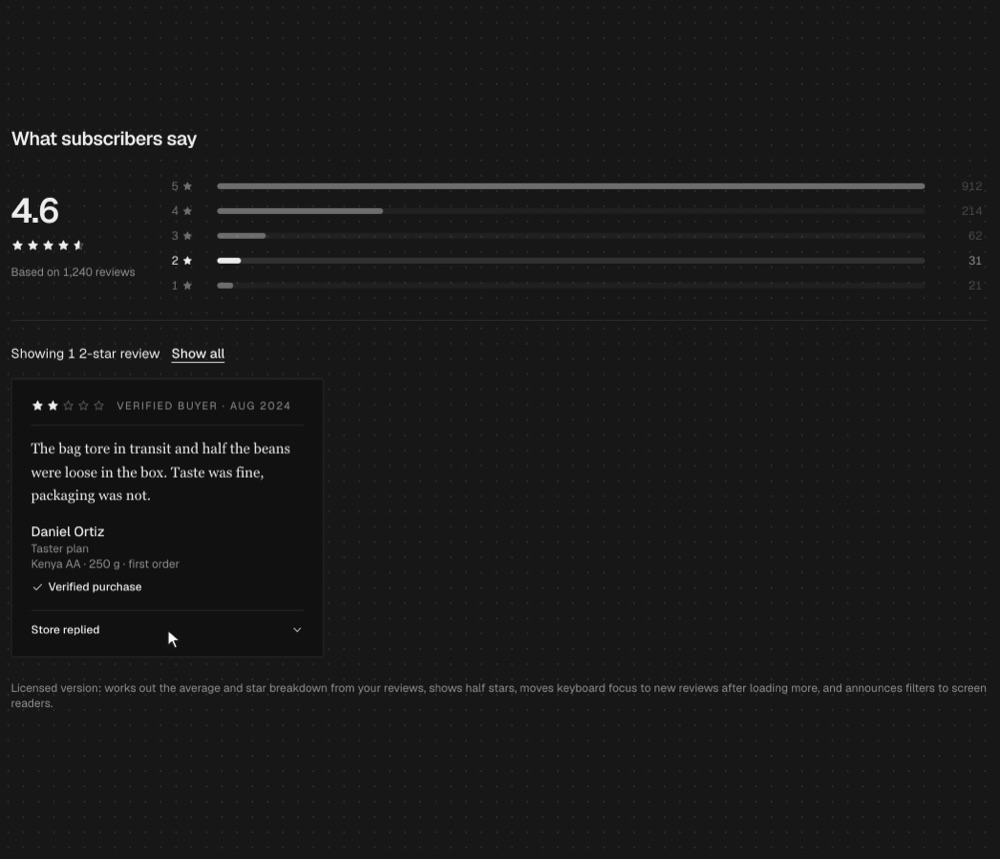 What subscribers say
4.6
Based on 1,240 reviews
5 ★ 912
4 ★ 214
3 ★ 62
2 ★ 31
1 ★ 21
Showing 1 2-star review Show all
VERIFIED BUYER · AUG 2024
The bag tore in transit and half the beans
were loose in the box. Taste was fine,
packaging was not.
Daniel Ortiz
Taster plan
Kenya AA · 250 g · first order
Verified purchase
Store replied
Licensed version: works out the average and star breakdown from your reviews, shows half stars, moves keyboard focus to new reviews after loading more, and announces filters to screen
readers.